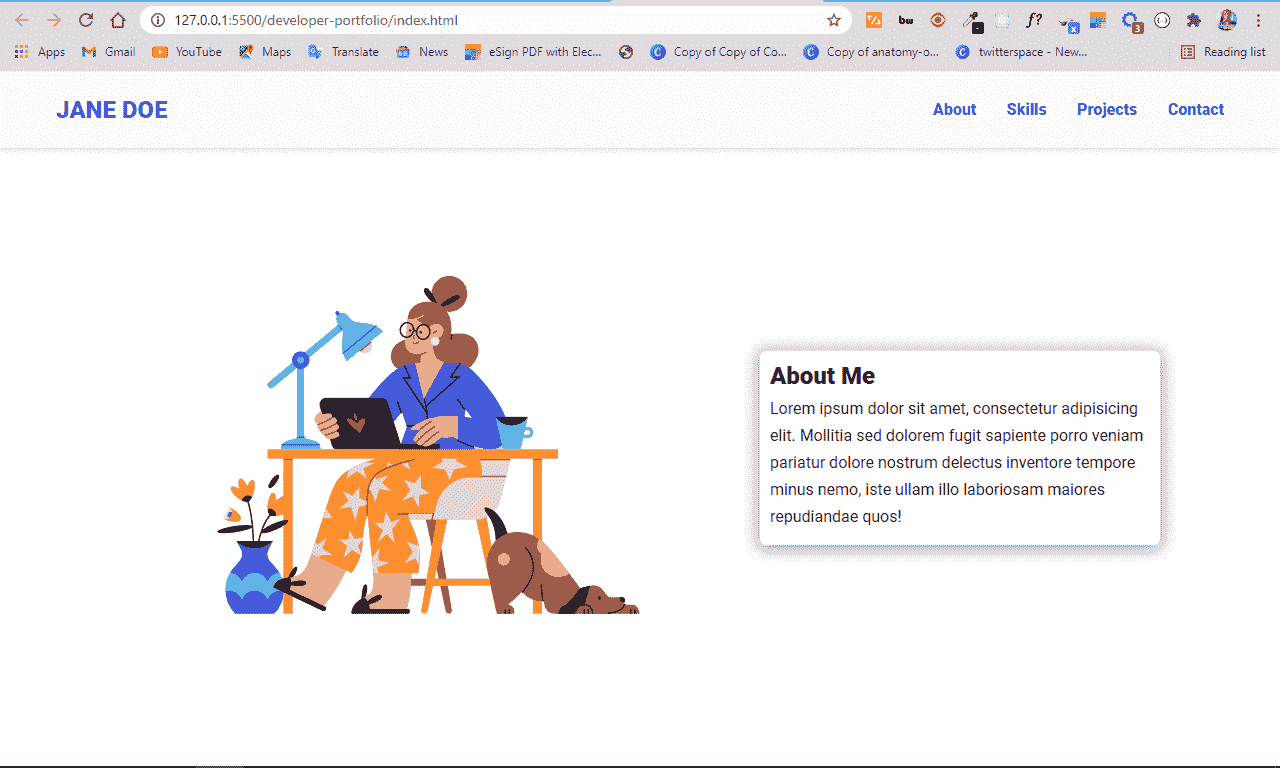 127.0.0.1:5500/developer-portfolio/index.html
bw
f?
x
3
Apps
Gmail
YouTube
Maps
Translate
News
eSign PDF with Elec...
Copy of Copy of Co...
Copy of anatomy-o...
twitterspace - New...
Reading list
JANE DOE
About
Skills
Projects
Contact
About Me
Lorem ipsum dolor sit amet, consectetur adipisicing
elit. Mollitia sed dolorem fugit sapiente porro veniam
pariatur dolore nostrum delectus inventore tempore
minus nemo, iste ullam illo laboriosam maiores
repudiandae quos!